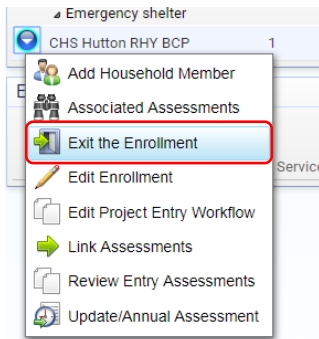 Emergency shelter
CHS Hutton RHY BCP 1
Add Household Member
E
Associated Assessments
Exit the Enrollment
Service
Edit Enrollment
Edit Project Entry Workflow
Link Assessments
Review Entry Assessments
Update/Annual Assessment